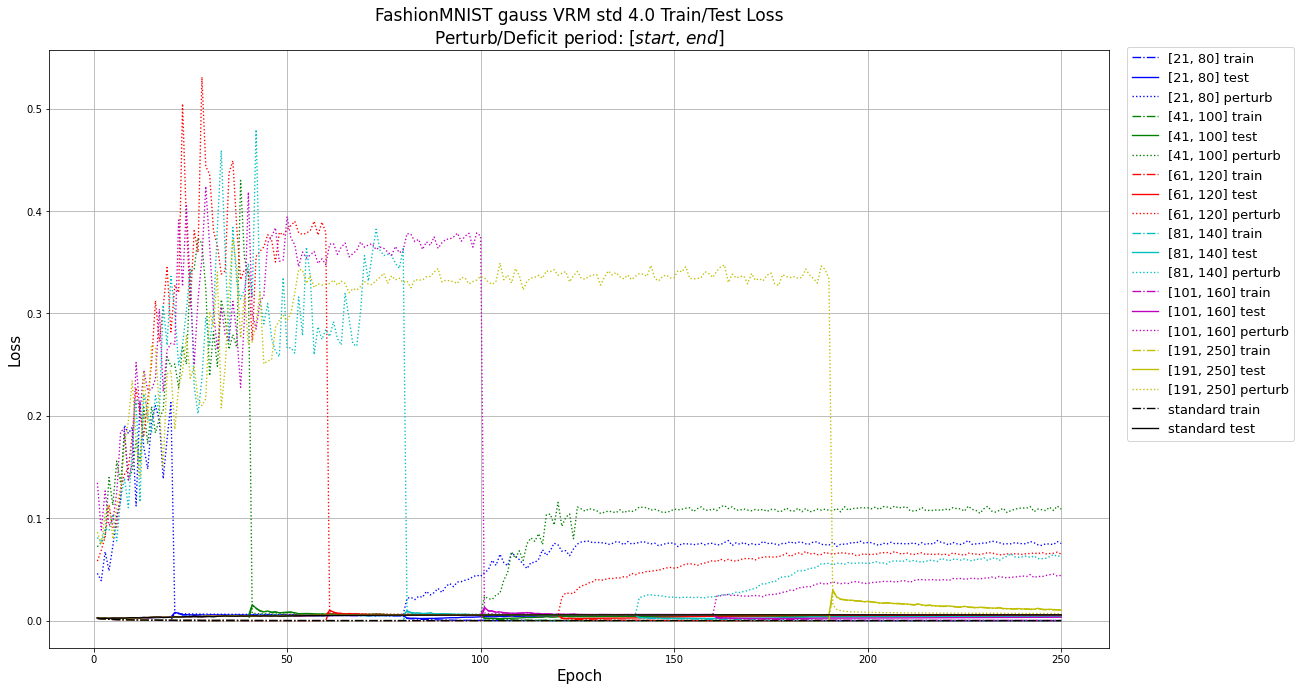 FashionMNIST gauss VRM std 4.0 Train/Test Loss
Perturb/Deficit period: [start, end]
Loss
0.5
0.4
0.3
0.2
0.1
0.0
0
50
100
150
200
250
Epoch
[21, 80] train
[21, 80] test
[21, 80] perturb
[41, 100] train
[41, 100] test
[41, 100] perturb
[61, 120] train
[61, 120] test
[61, 120] perturb
[81, 140] train
[81, 140] test
[81, 140] perturb
[101, 160] train
[101, 160] test
[101, 160] perturb
[191, 250] train
[191, 250] test
[191, 250] perturb
standard train
standard test